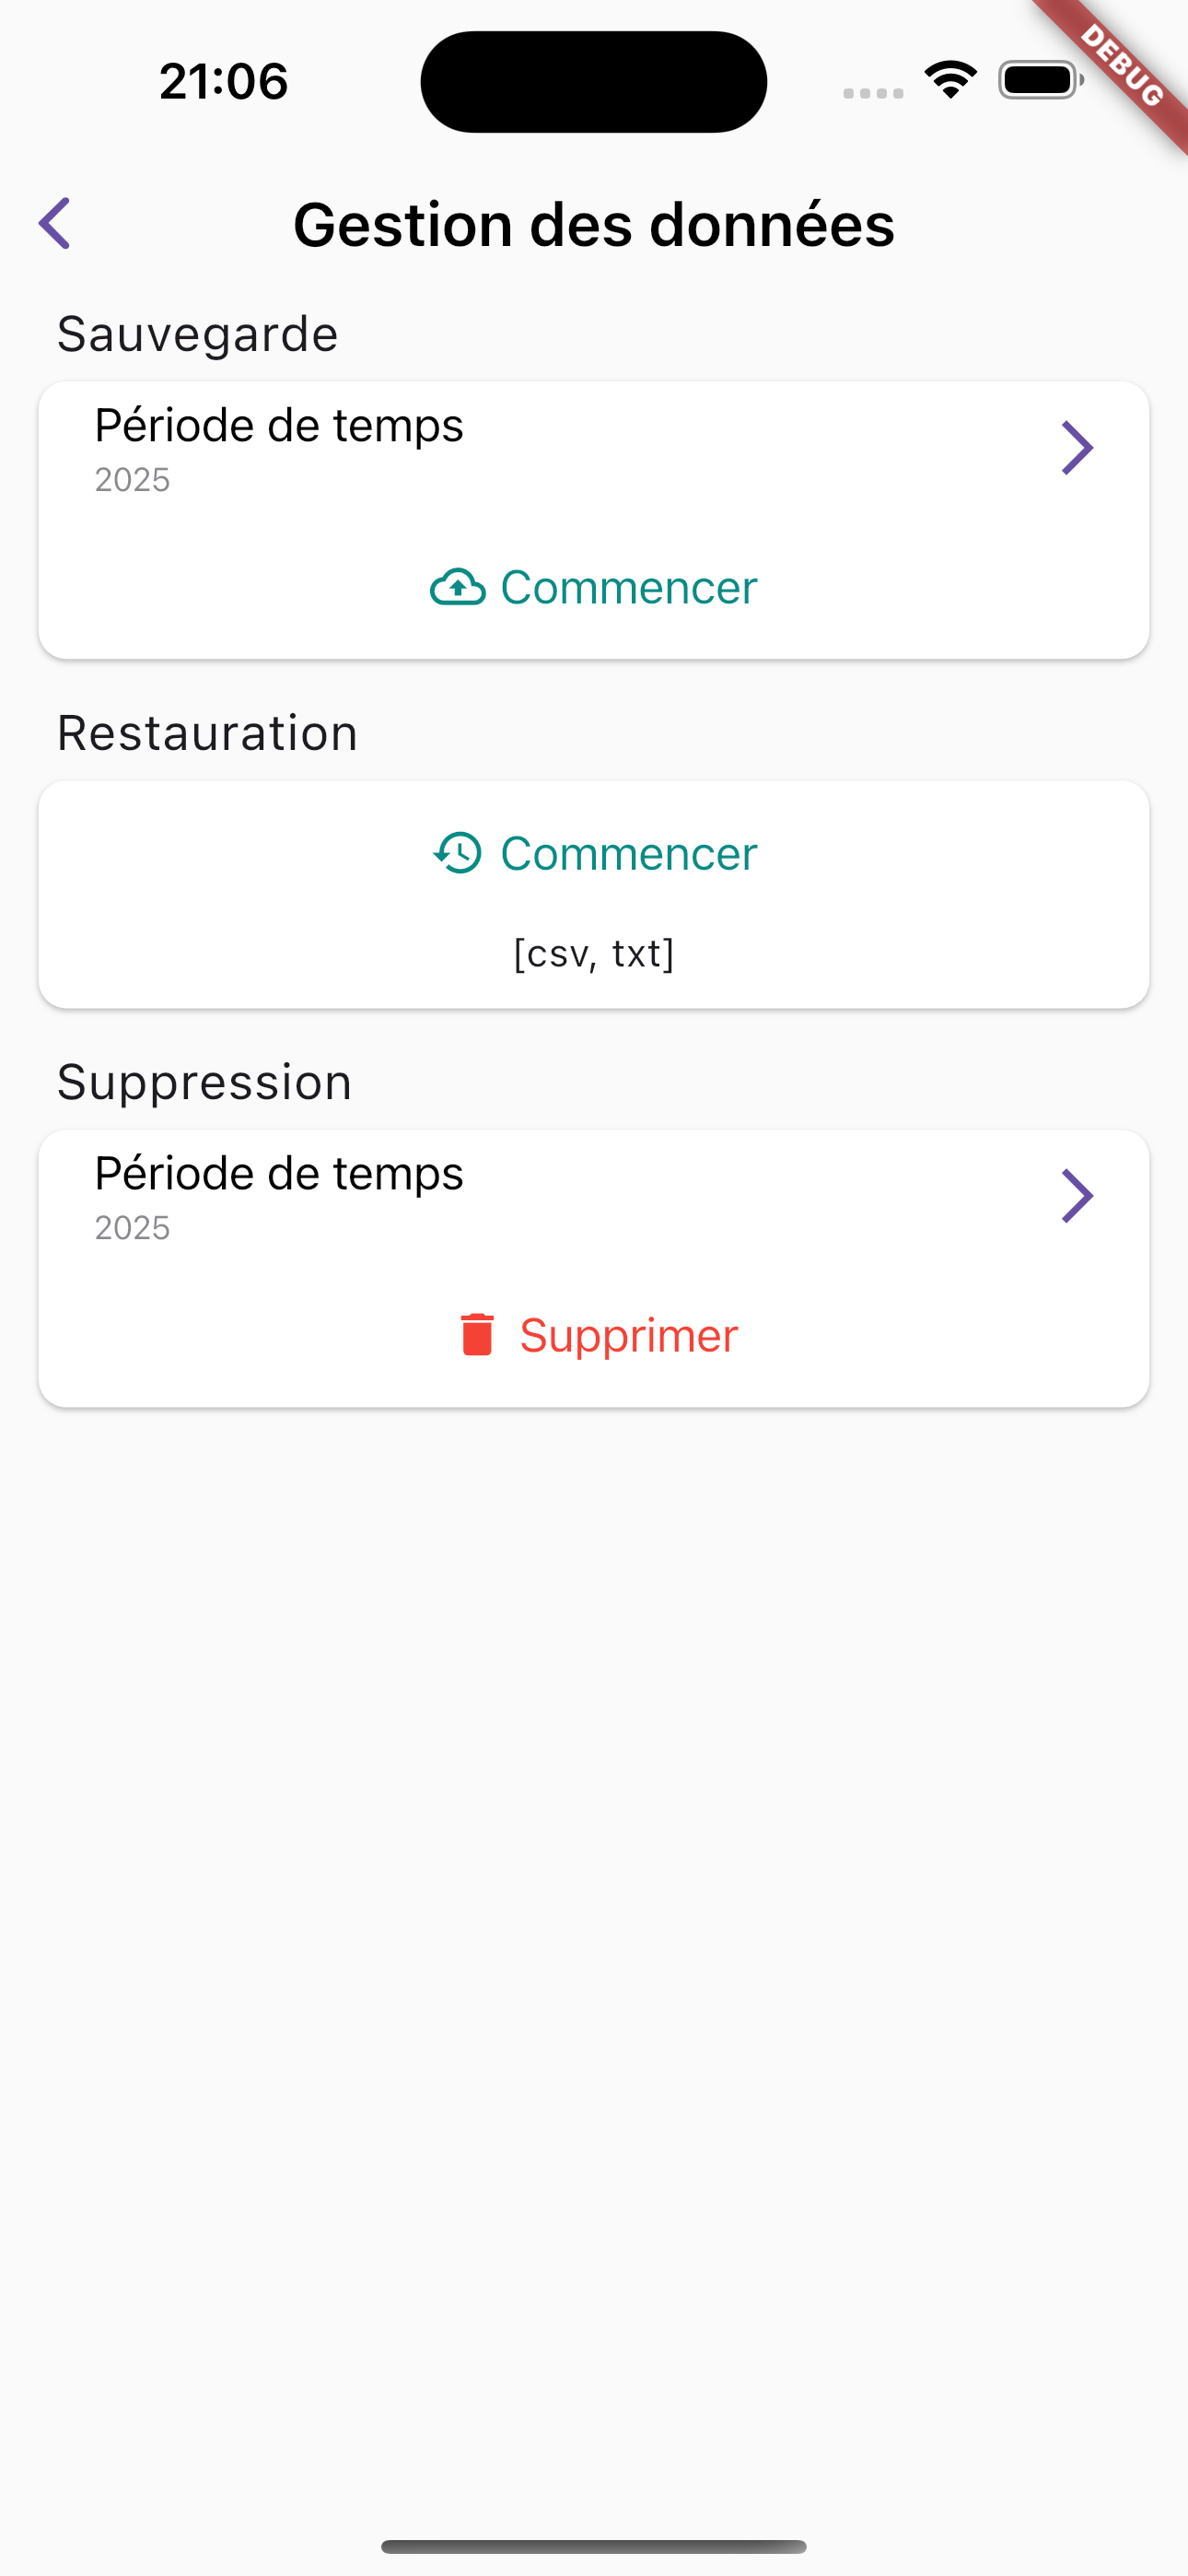 21:06
DEBUG
Gestion des données
Sauvegarde
Période de temps
2025
Commencer
Restauration
Commencer
[csv, txt]
Suppression
Période de temps
2025
Supprimer